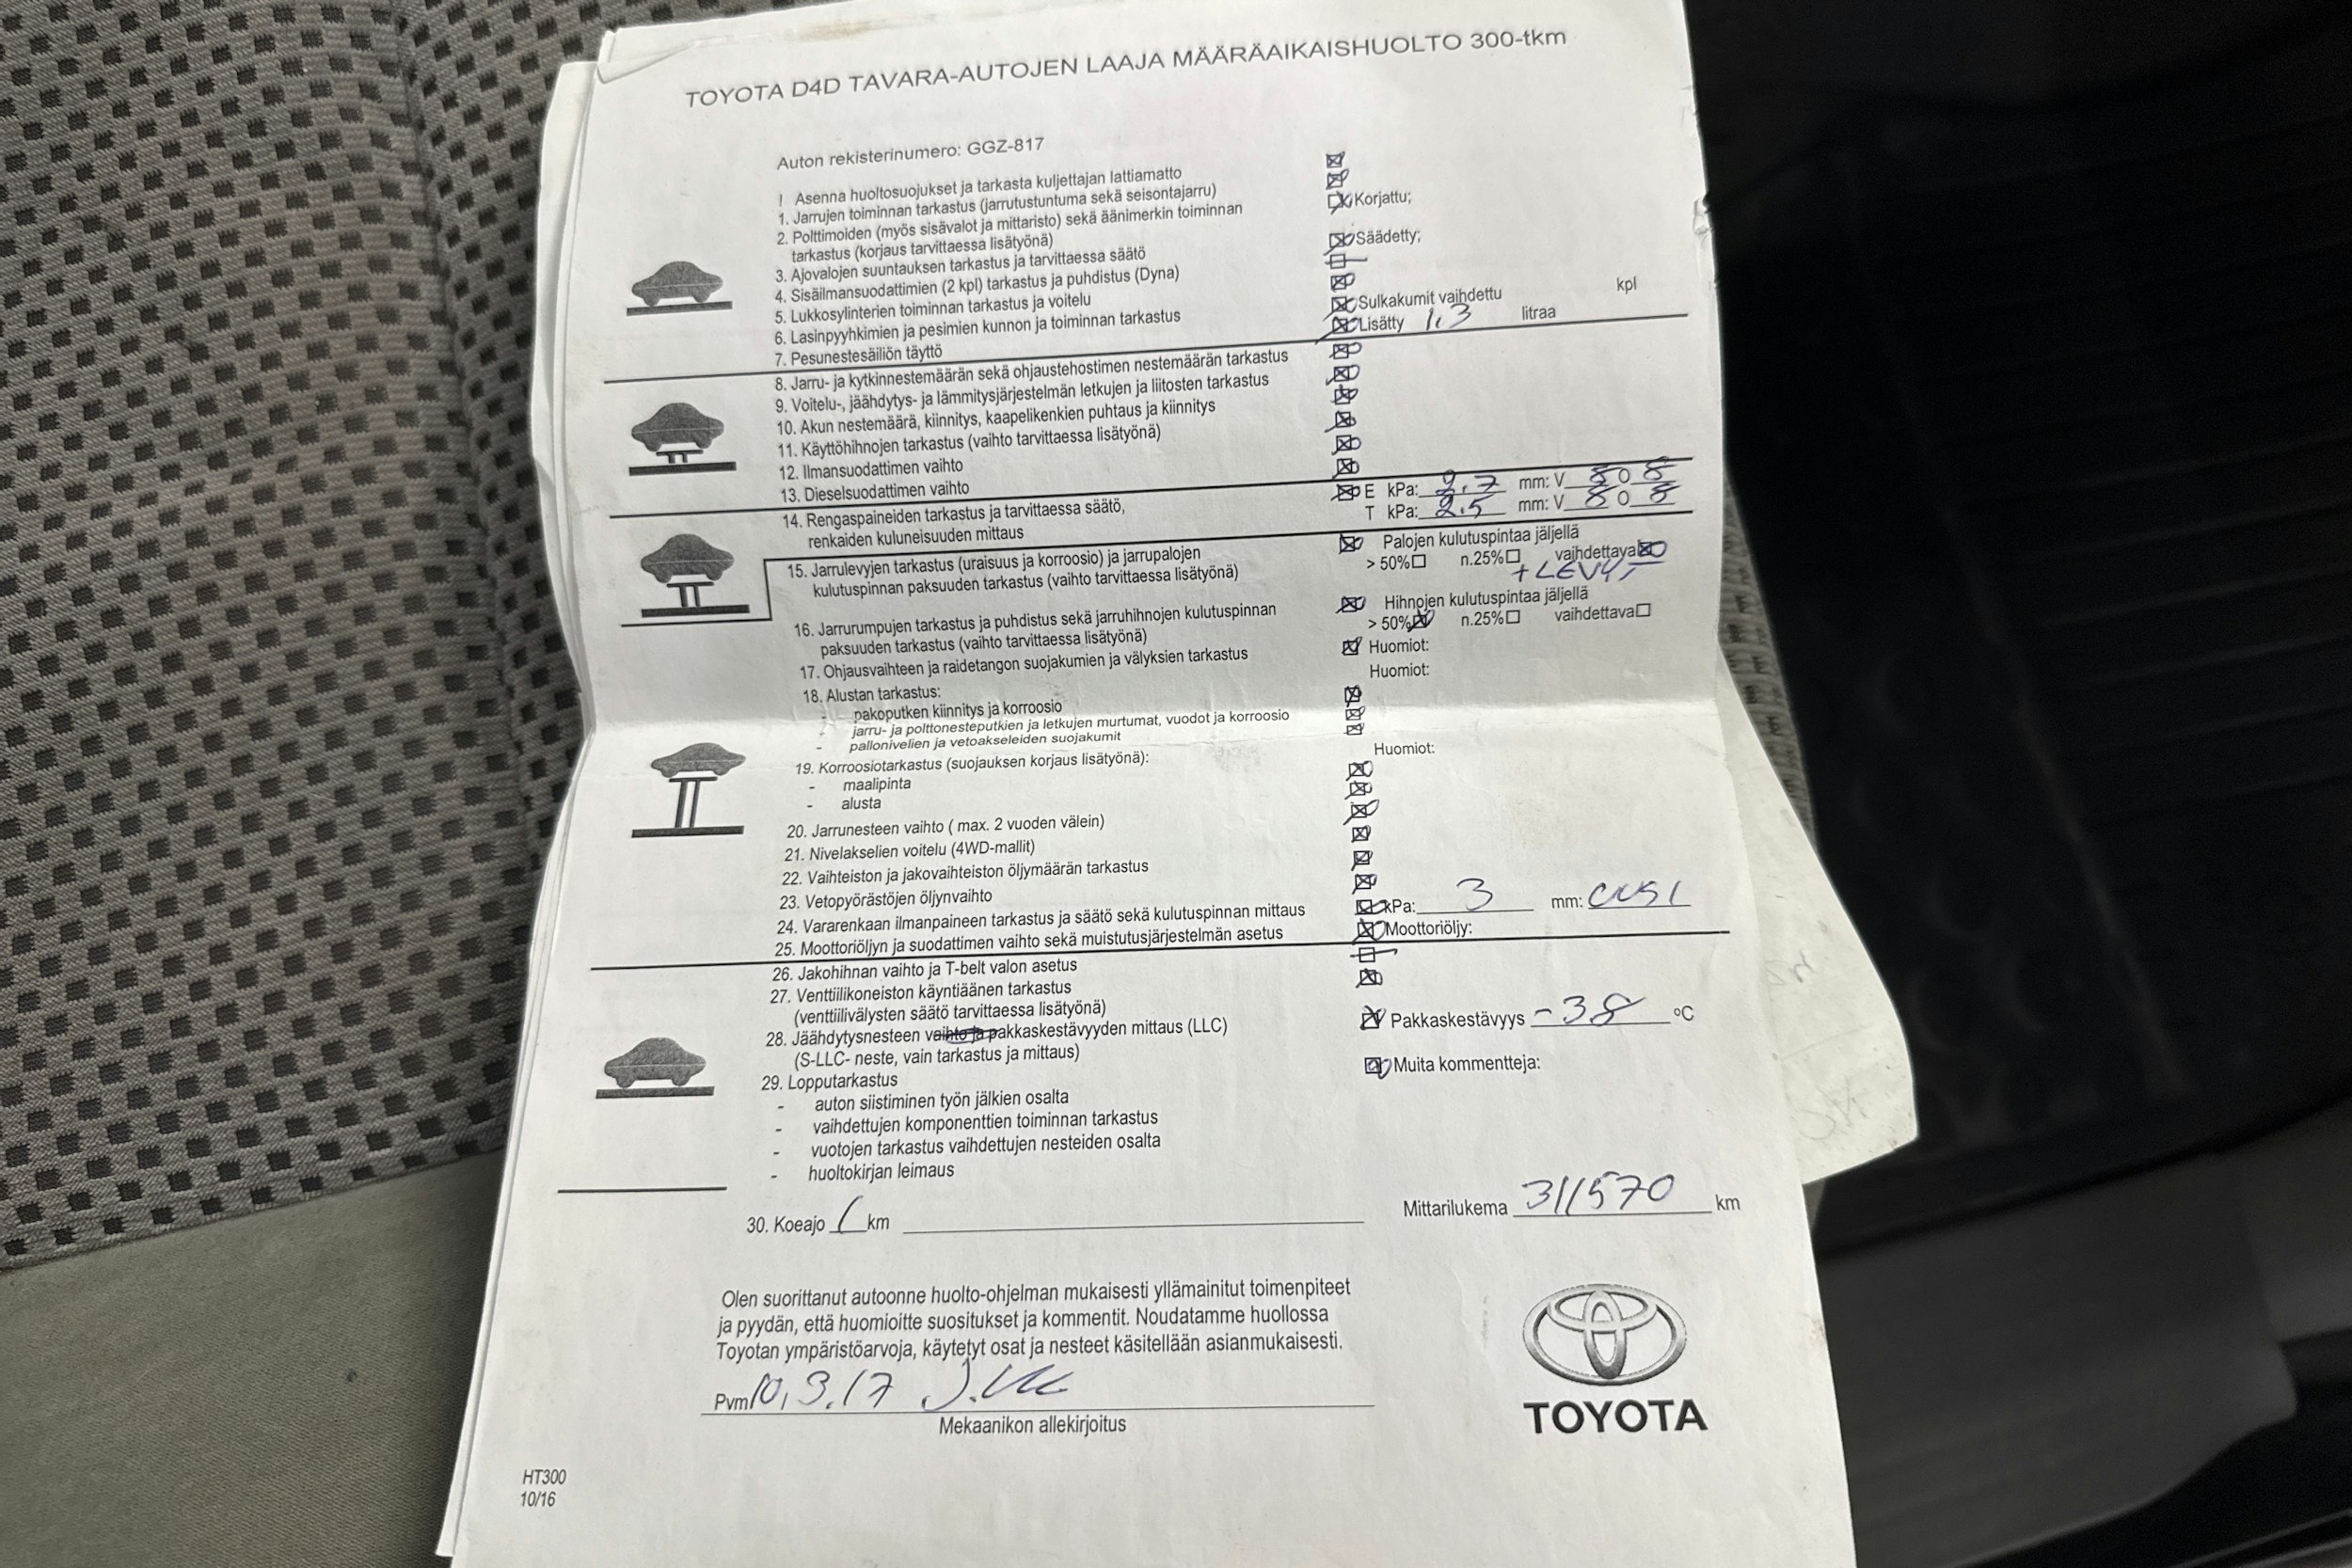 TOYOTA D4D TAVARA-AUTOJEN LAAJA MÄÄRÄAIKAISHUOLTO 300-tkm
Auton rekisterinumero: GGZ-817
! Asenna huoltosuojukset ja tarkasta kuljettajan lattiamatto
1. Jarrujen toiminnan tarkastus (jarrutustuntuma sekä seisontajarru)
2. Polttimoiden (myös sisävalot ja mittaristo) sekä äänimerkin toiminnan Korjattu;
tarkastus (korjaus tarvittaessa lisätyönä)
3. Ajovalojen suuntauksen tarkastus ja tarvittaessa säätö Säädetty;
4. Sisäilmansuodattimien (2 kpl) tarkastus ja puhdistus (Dyna)
5. Lukkosylinterien toiminnan tarkastus ja voitelu
6. Lasinpyyhkimien ja pesimien kunnon ja toiminnan tarkastus Sulkakumit vaihdettu kpl
7. Pesunestesäiliön täyttö Lisätty 1.3 litraa
8. Jarru- ja kytkinnestemäärän sekä ohjaustehostimen nestemäärän tarkastus
9. Voitelu-, jäähdytys- ja lämmitysjärjestelmän letkujen ja liitosten tarkastus
10. Akun nestemäärä, kiinnitys, kaapelikenkien puhtaus ja kiinnitys
11. Käyttöhihnojen tarkastus (vaihto tarvittaessa lisätyönä)
12. Ilmansuodattimen vaihto
13. Dieselsuodattimen vaihto
14. Rengaspaineiden tarkastus ja tarvittaessa säätö, E kPa: 2.7 mm: V 8 O 8
renkaiden kuluneisuuden mittaus T kPa: 2.5 mm: V 8 O 8
15. Jarrulevyjen tarkastus (uraisuus ja korroosio) ja jarrupalojen Palojen kulutuspintaa jäljellä
kulutuspinnan paksuuden tarkastus (vaihto tarvittaessa lisätyönä) > 50% n.25% vaihdettava
+ LEVYT
16. Jarrurumpujen tarkastus ja puhdistus sekä jarruhihnojen kulutuspinnan Hihnojen kulutuspintaa jäljellä
paksuuden tarkastus (vaihto tarvittaessa lisätyönä) > 50% n.25% vaihdettava
17. Ohjausvaihteen ja raidetangon suojakumien ja välyksien tarkastus Huomiot:
18. Alustan tarkastus: Huomiot:
- pakoputken kiinnitys ja korroosio
- jarru- ja polttonesteputkien ja letkujen murtumat, vuodot ja korroosio
- pallonivelien ja vetoakseleiden suojakumit
19. Korroosiotarkastus (suojauksen korjaus lisätyönä): Huomiot:
- maalipinta
- alusta
20. Jarrunesteen vaihto ( max. 2 vuoden välein)
21. Nivelakselien voitelu (4WD-mallit)
22. Vaihteiston ja jakovaihteiston öljymäärän tarkastus
23. Vetopyörästöjen öljynvaihto
24. Vararenkaan ilmanpaineen tarkastus ja säätö sekä kulutuspinnan mittaus kPa: 3 mm: UUSI
25. Moottoriöljyn ja suodattimen vaihto sekä muistutusjärjestelmän asetus Moottoriöljy:
26. Jakohihnan vaihto ja T-belt valon asetus
27. Venttiilikoneiston käyntiäänen tarkastus
(venttiilivälysten säätö tarvittaessa lisätyönä)
28. Jäähdytysnesteen vaihto ja pakkaskestävyyden mittaus (LLC) Pakkaskestävyys -38 °C
(S-LLC- neste, vain tarkastus ja mittaus)
29. Lopputarkastus Muita kommentteja:
- auton siistiminen työn jälkien osalta
- vaihdettujen komponenttien toiminnan tarkastus
- vuotojen tarkastus vaihdettujen nesteiden osalta
- huoltokirjan leimaus
30. Koeajo 1 km Mittarilukema 311570 km
Olen suorittanut autoonne huolto-ohjelman mukaisesti yllämainitut toimenpiteet
ja pyydän, että huomioitte suositukset ja kommentit. Noudatamme huollossa
Toyotan ympäristöarvoja, käytetyt osat ja nesteet käsitellään asianmukaisesti.
Pvm 10.3.17
Mekaanikon allekirjoitus
TOYOTA
HT300
10/16